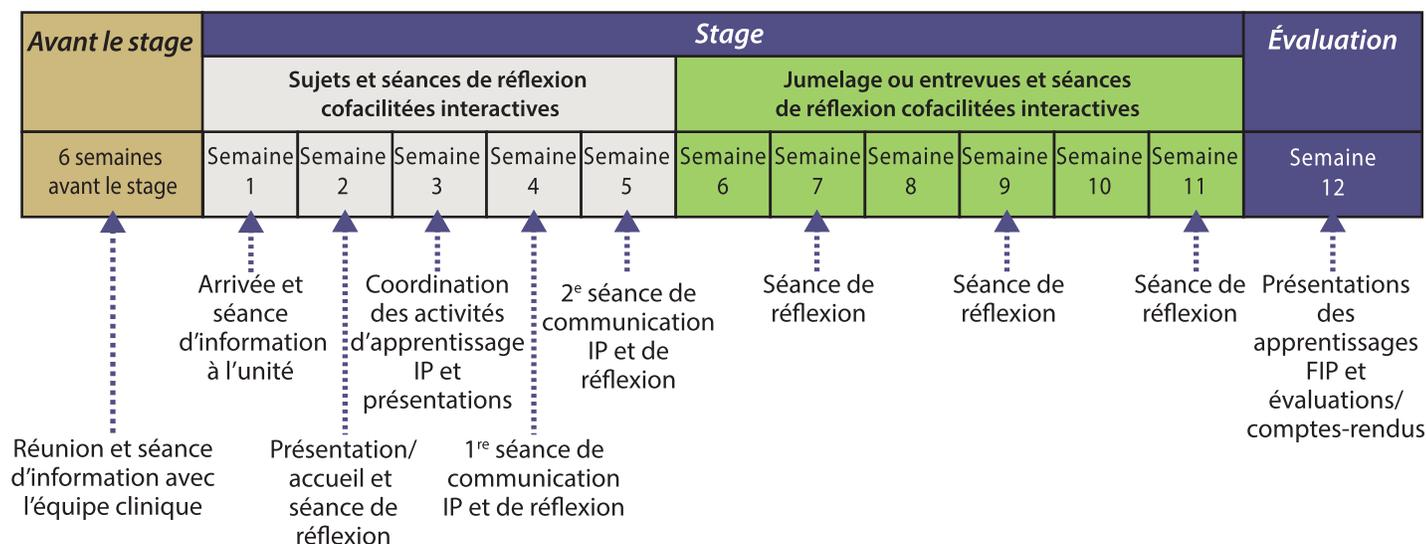 Avant le stage
Stage
Évaluation
Sujets et séances de réflexion
cofacilitées interactives
Jumelage ou entrevues et séances
de réflexion cofacilitées interactives
6 semaines
avant le stage
Semaine
1
Semaine
2
Semaine
3
Semaine
4
Semaine
5
Semaine
6
Semaine
7
Semaine
8
Semaine
9
Semaine
10
Semaine
11
Semaine
12
Réunion et séance
d’information avec
l’équipe clinique
Arrivée et
séance
d’information
à l’unité
Présentation/
accueil et
séance de
réflexion
Coordination
des activités
d’apprentissage
IP et
présentations
1re séance de
communication
IP et de réflexion
2e séance de
communication
IP et de
réflexion
Séance de
réflexion
Séance de
réflexion
Séance de
réflexion
Présentations
des
apprentissages
FIP et
évaluations/
comptes-rendus